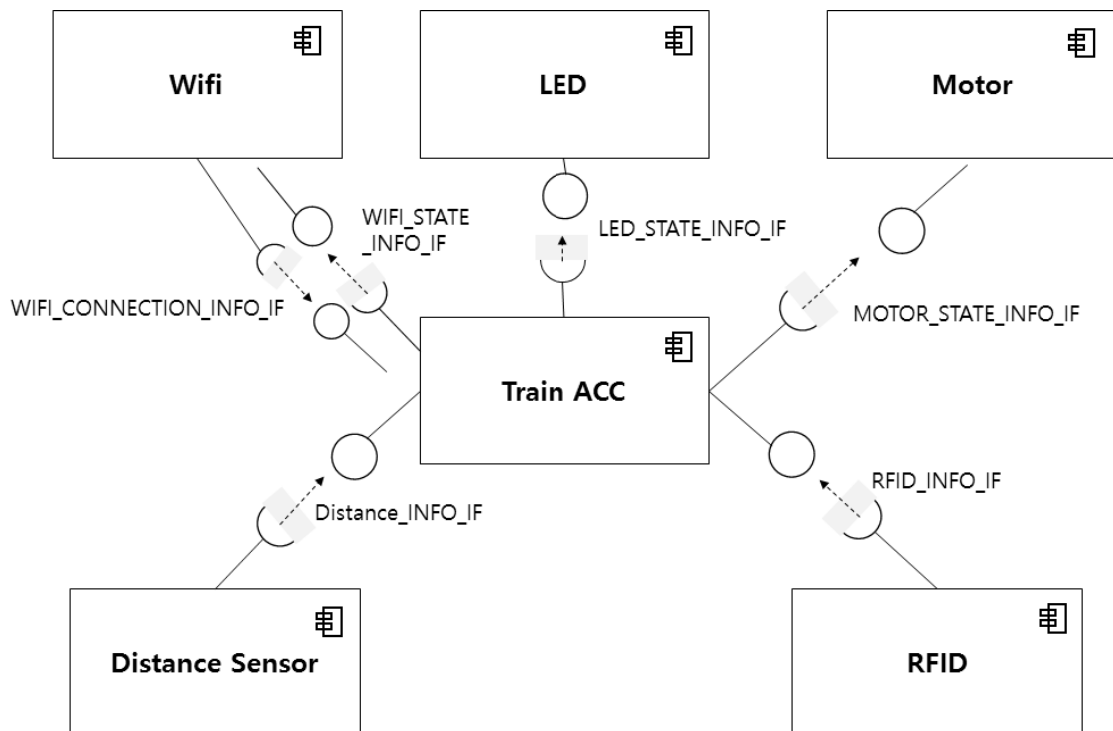 Wifi
LED
Motor
WIFI_STATE
_INFO_IF
LED_STATE_INFO_IF
WIFI_CONNECTION_INFO_IF
MOTOR_STATE_INFO_IF
Train ACC
Distance_INFO_IF
RFID_INFO_IF
Distance Sensor
RFID